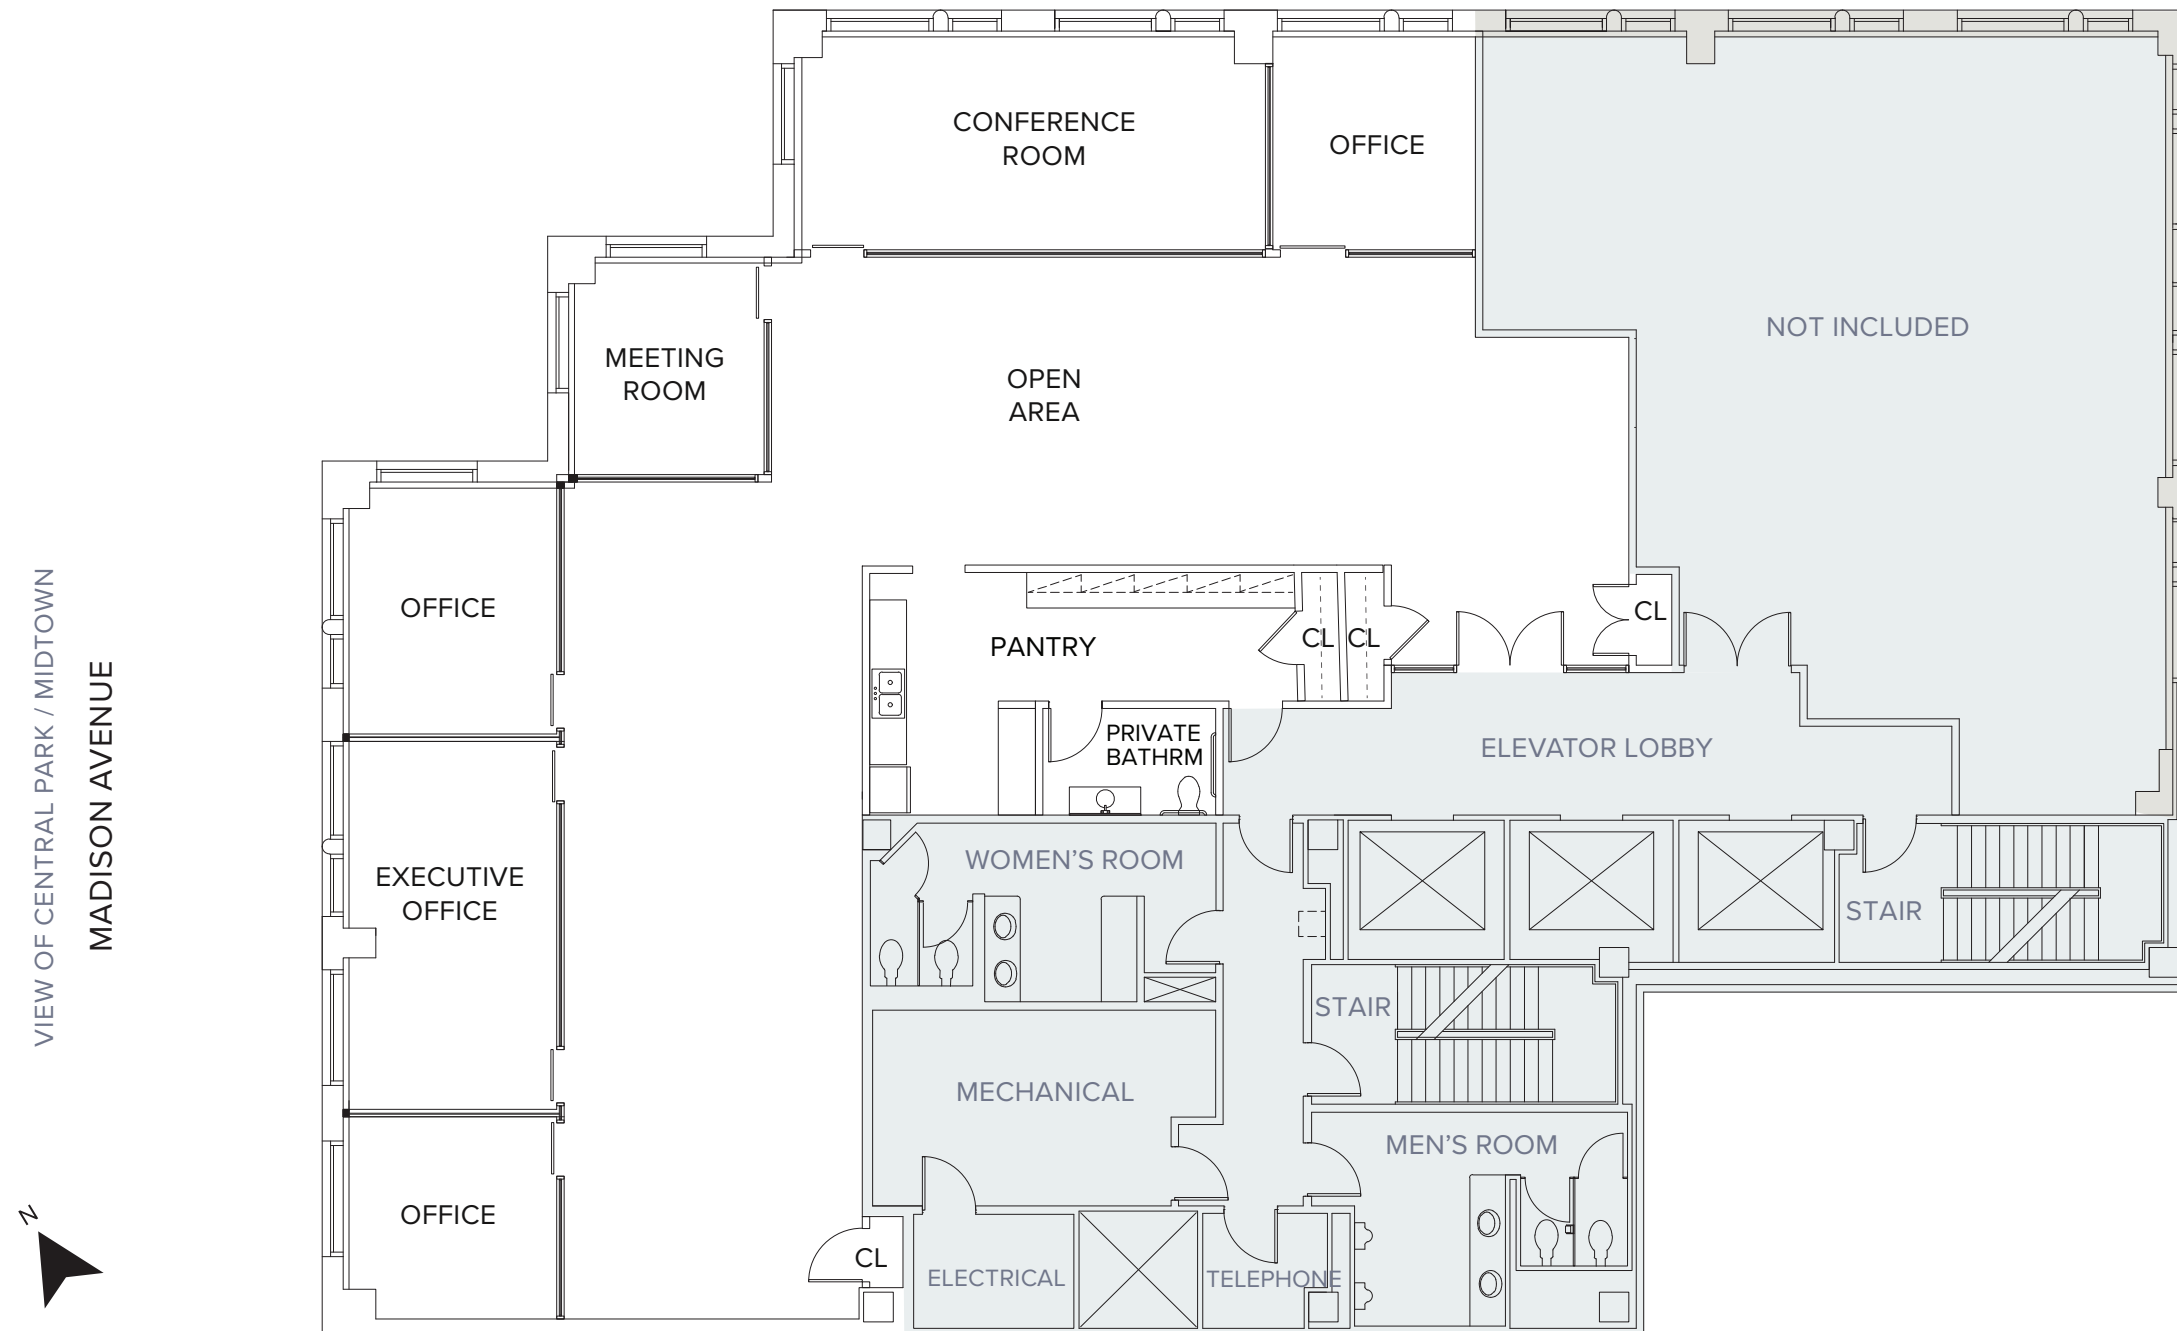 CONFERENCE
ROOM
OFFICE
NOT INCLUDED
MEETING
ROOM
OPEN
AREA
OFFICE
CL
PANTRY
CL
CL
PRIVATE
BATHRM
ELEVATOR LOBBY
VIEW OF CENTRAL PARK / MIDTOWN
MADISON AVENUE
EXECUTIVE
OFFICE
WOMEN'S ROOM
STAIR
STAIR
MECHANICAL
MEN'S ROOM
OFFICE
N
CL
ELECTRICAL
TELEPHONE